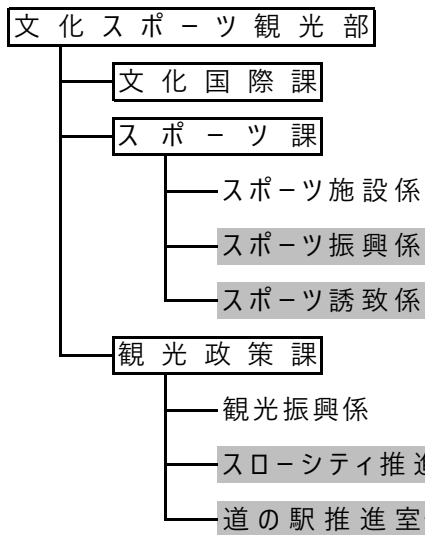 文化スポーツ観光部
文化国際課
スポーツ課
スポーツ施設係
スポーツ振興係
スポーツ誘致係
観光政策課
観光振興係
スローシティ推進
道の駅推進室